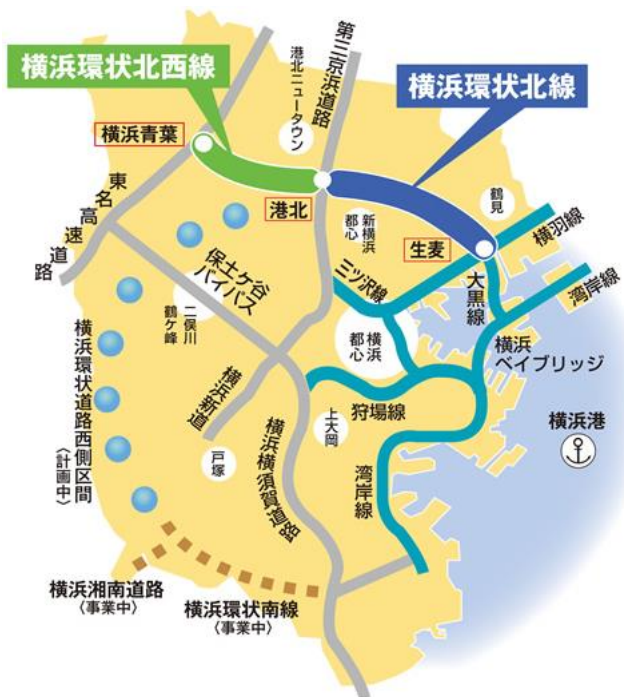 横浜環状北西線
横浜環状北線
第三京浜道路
港北ニュータウン
横浜青葉
港北
新横浜
都心
鶴見
生麦
横羽線
湾岸線
大黒線
東名高速道路
保土ケ谷
バイパス
三ツ沢線
二俣川
鶴ケ峰
横浜
都心
横浜
ベイブリッジ
横浜新道
狩場線
上大岡
横浜港
戸塚
横浜横須賀道路
湾岸線
横浜環状道路西側区間
〈計画中〉
横浜湘南道路
〈事業中〉
横浜環状南線
〈事業中〉